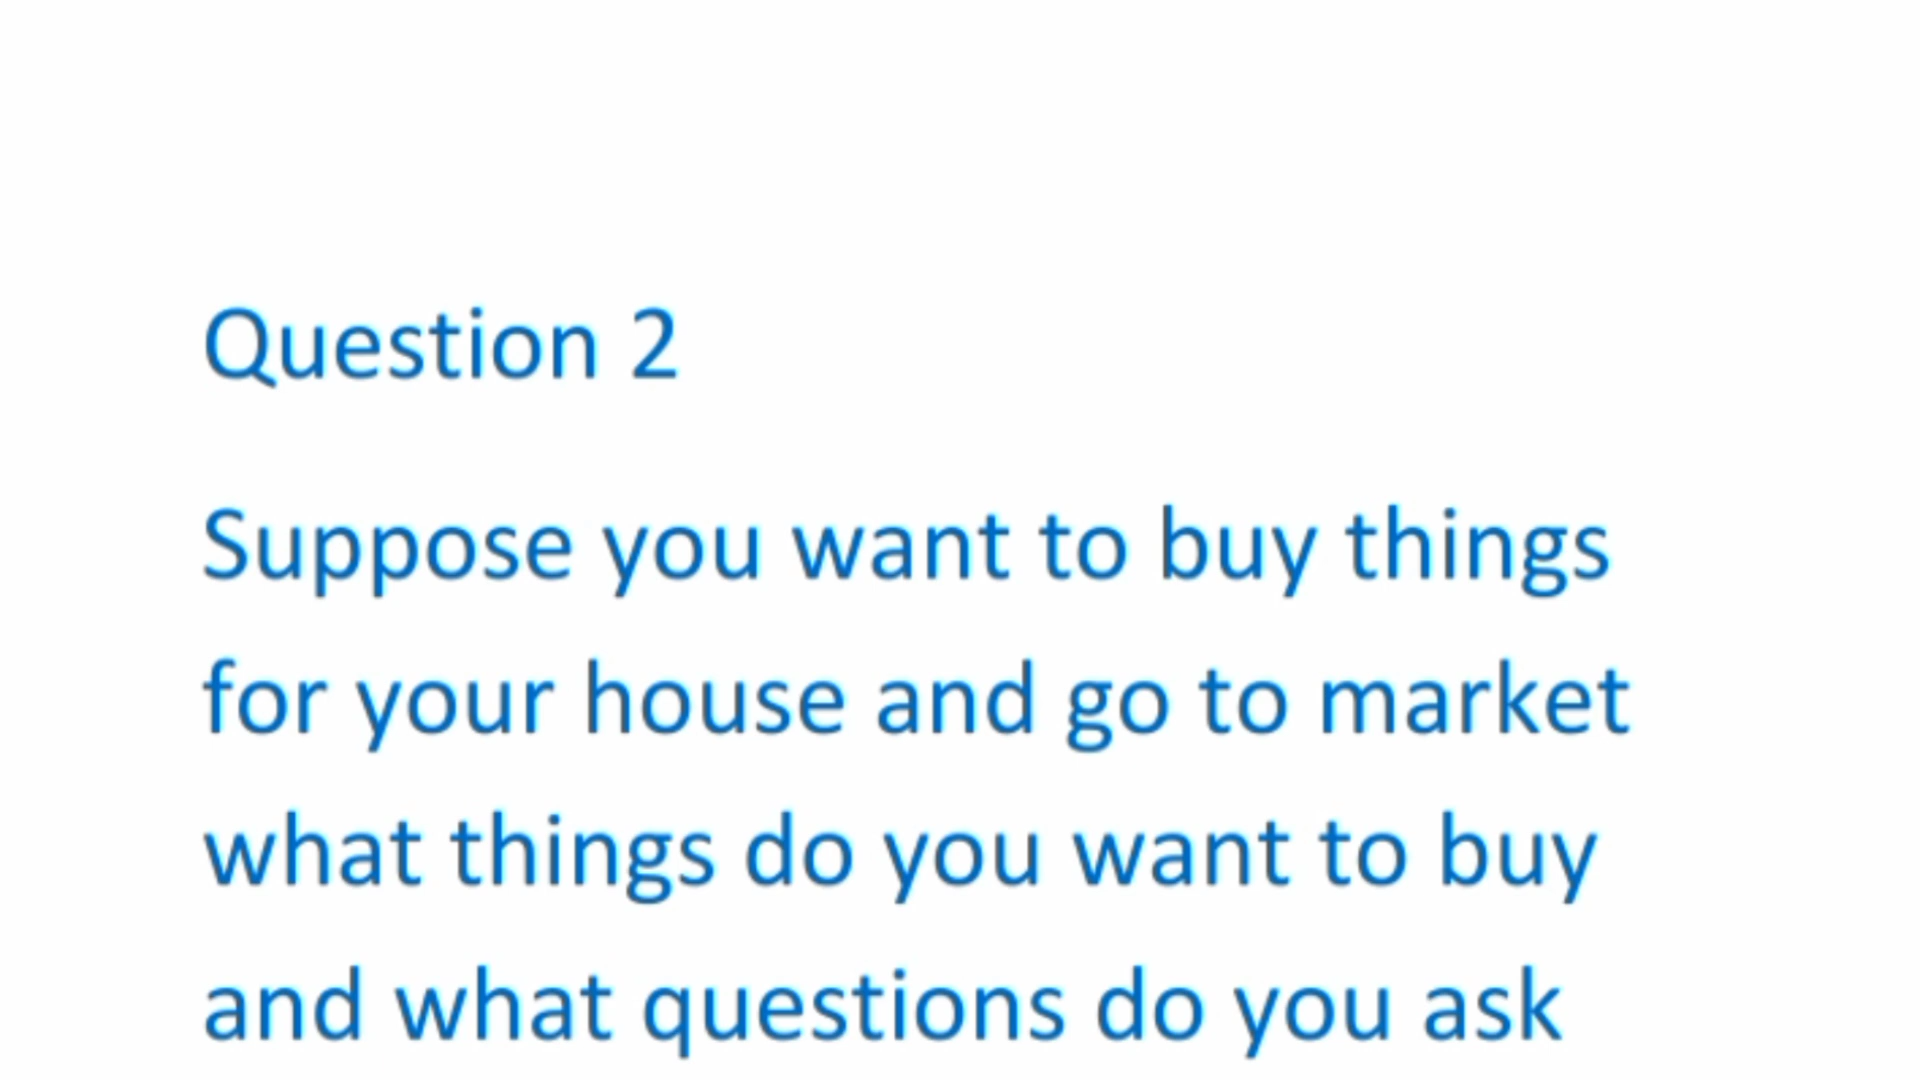 Question 2
Suppose you want to buy things
for your house and go to market
what things do you want to buy
and what questions do you ask